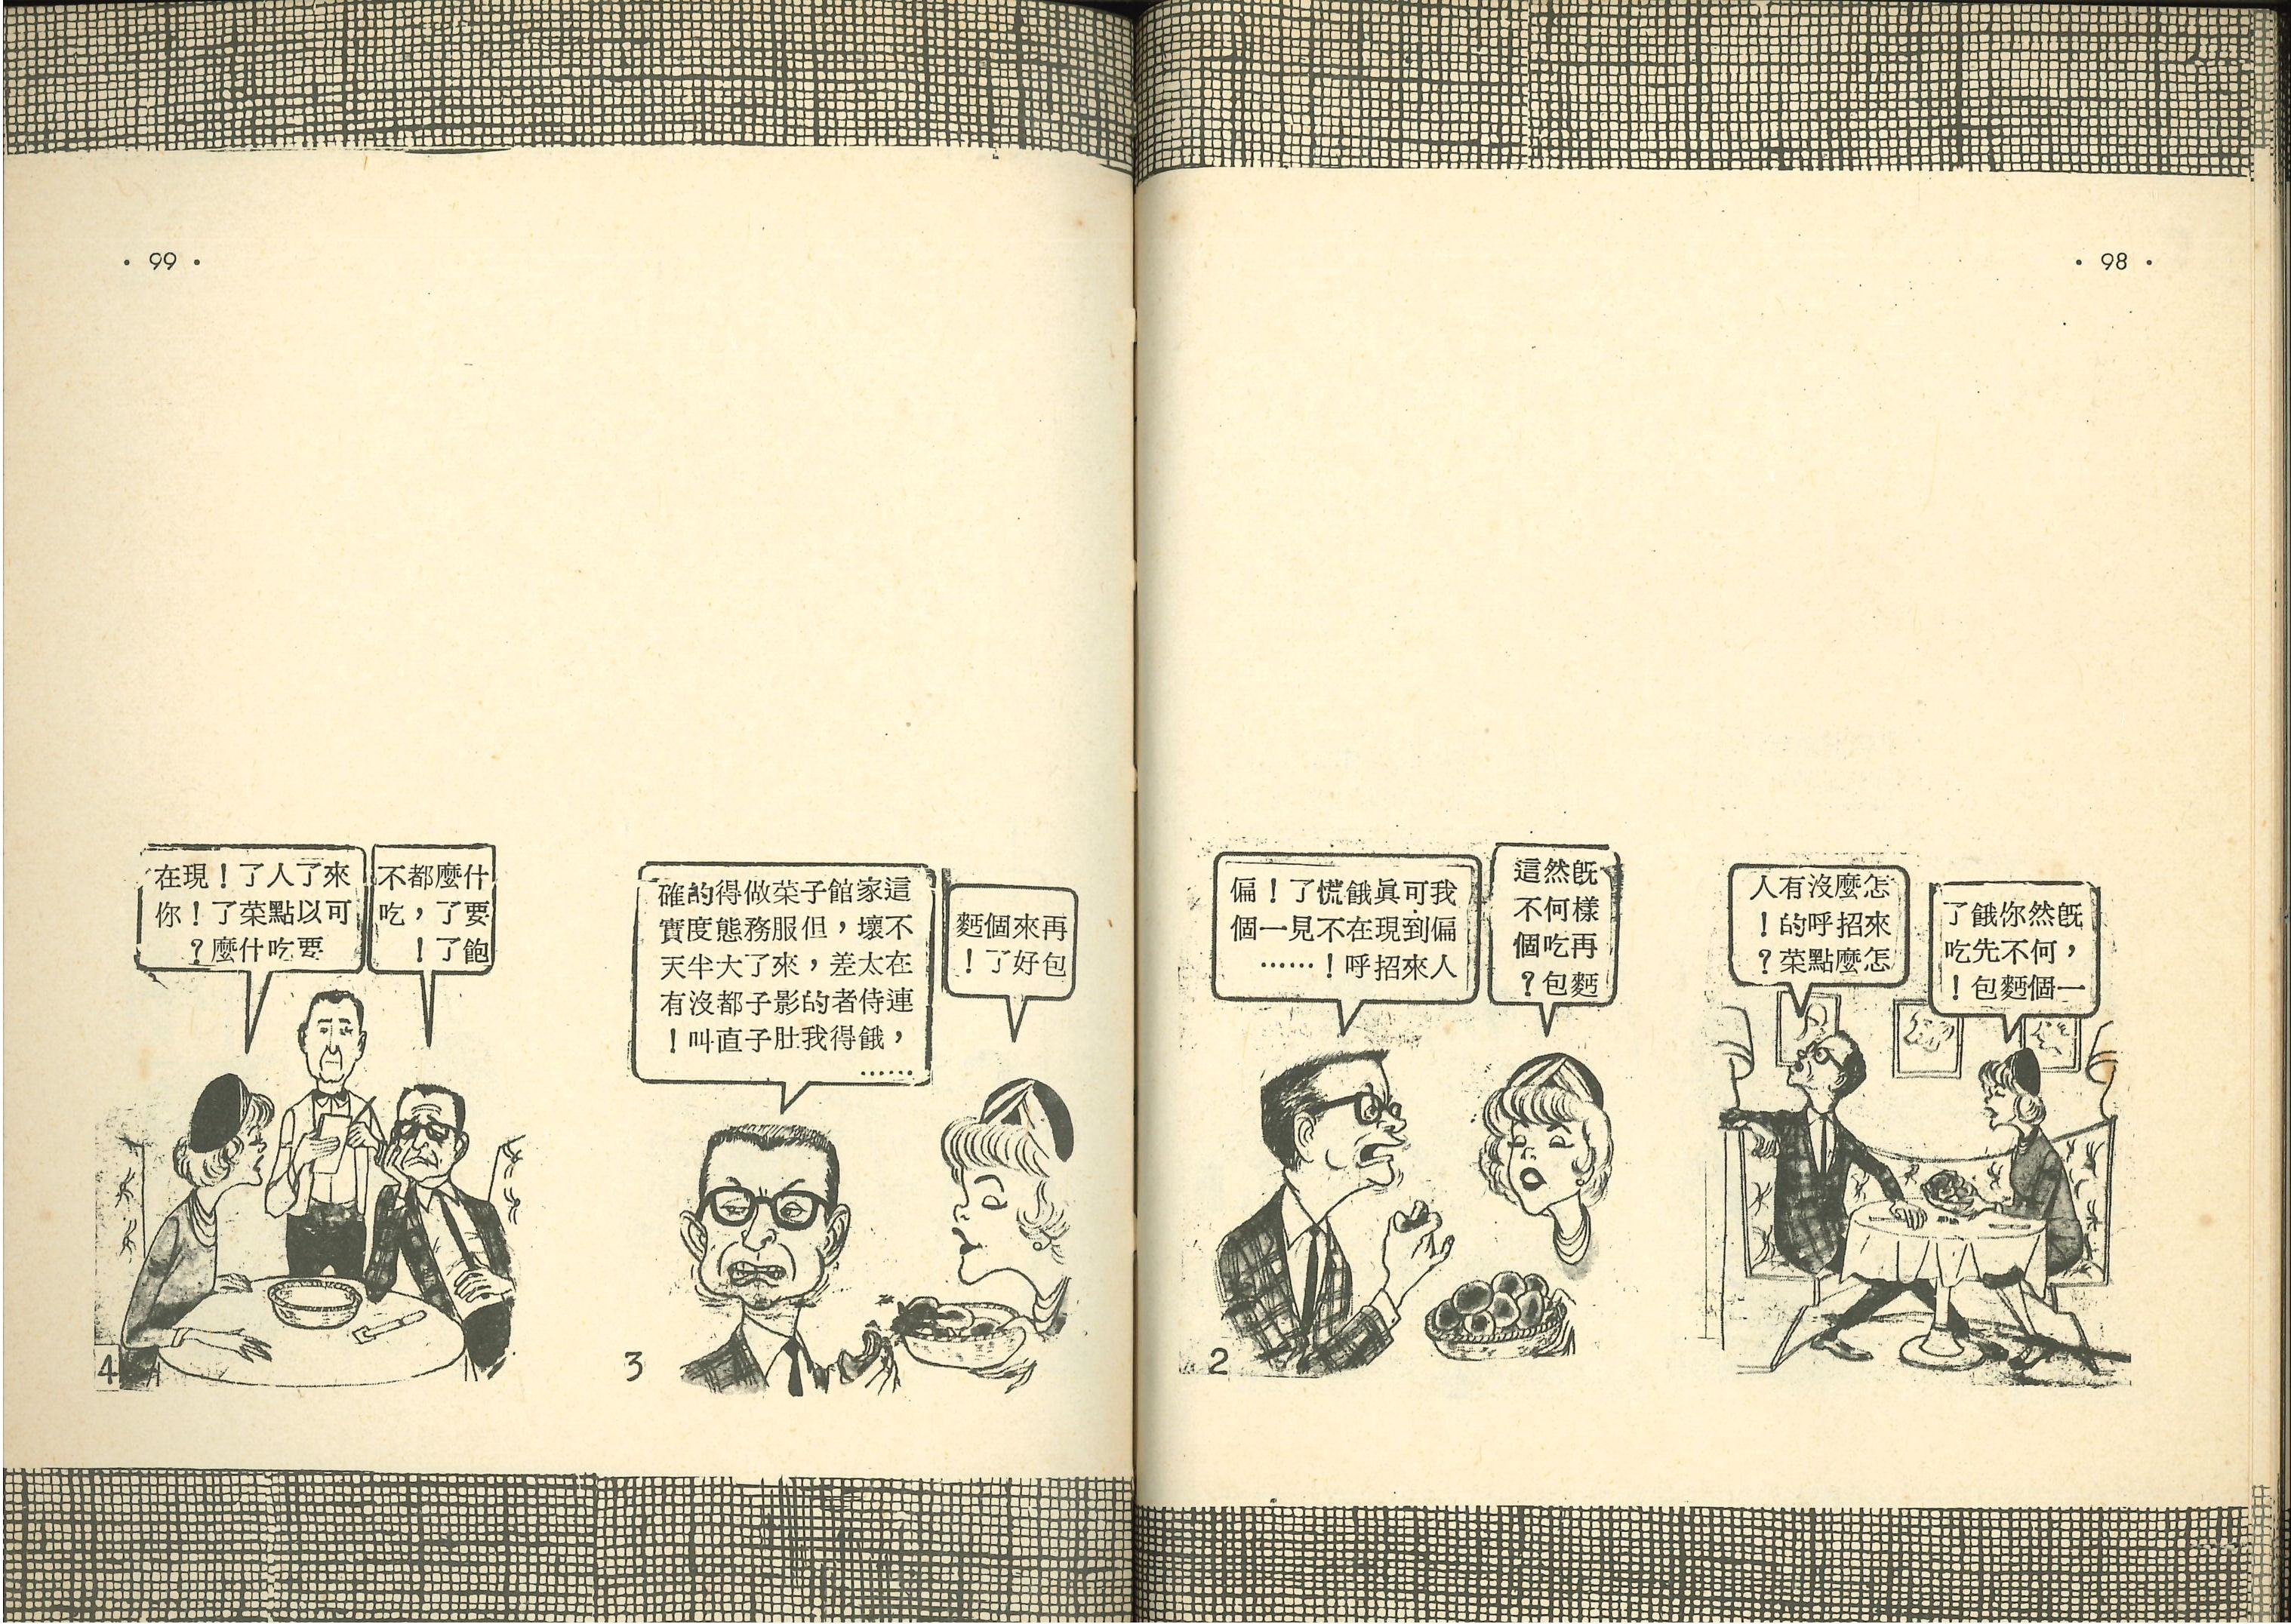 • 98 •
怎麼沒有人
來招呼的！
怎麼點菜？
旣然你餓了
，何不先吃
一個麪包！
我可眞餓慌了！偏
偏到現在不見一個
人來招呼！……
旣然這
樣何不
再吃個
麪包？
2
• 99 •
這家館子菜做得的確
不壞，但服務態度實
在太差，來了大半天
連侍者的影子都沒有
，餓得我肚子直叫！
……
再來個麪
包好了！
3
來了人了！現在
可以點菜了！你
要吃什麼？
什麼都不
要了，吃
飽了！
4